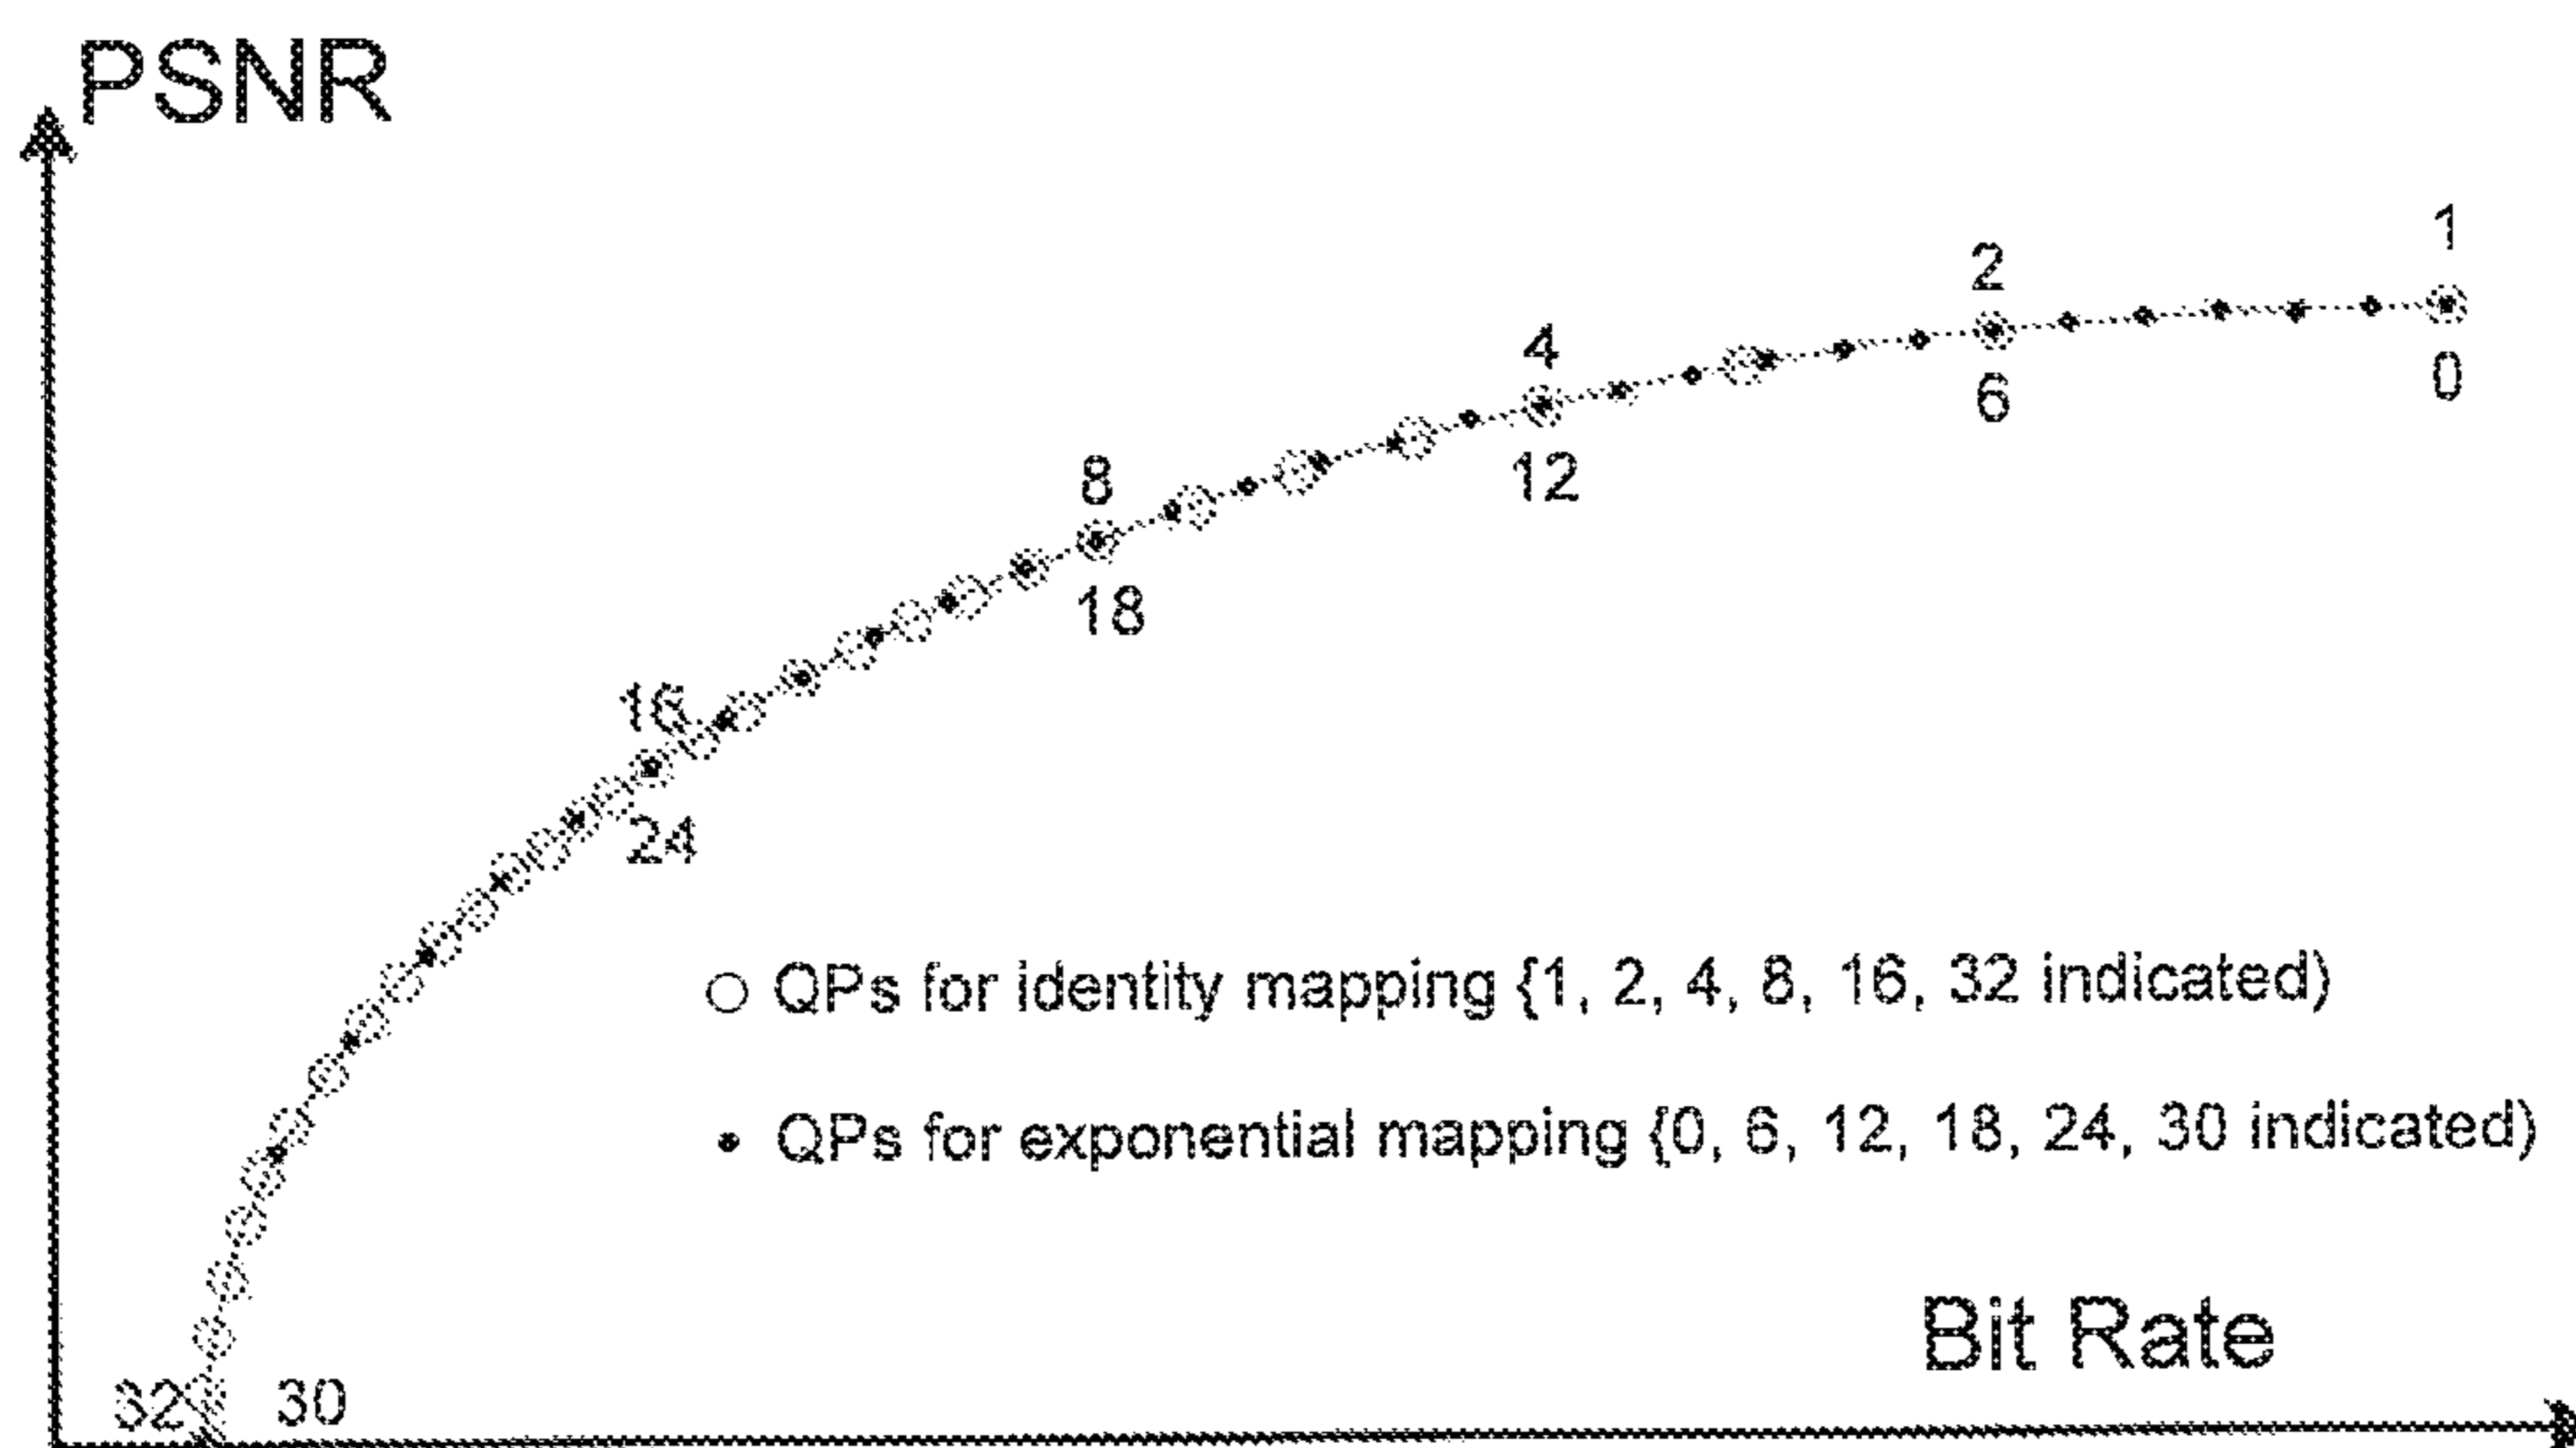 PSNR
1
2
4
0
6
8
12
18
16
24
○ QPs for identity mapping {1, 2, 4, 8, 16, 32 indicated)
• QPs for exponential mapping {0, 6, 12, 18, 24, 30 indicated)
Bit Rate
32 30